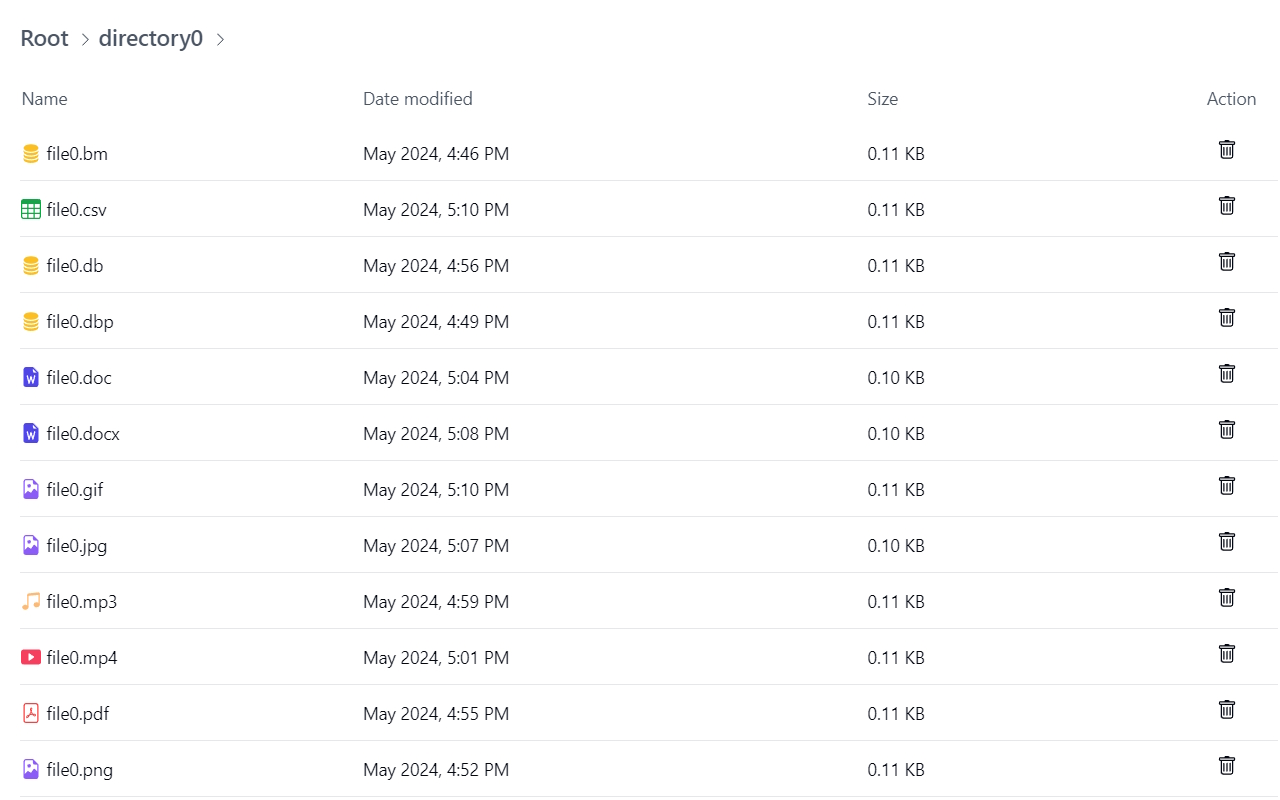 Root > directory0 >
Name Date modified Size Action
file0.bm May 2024, 4:46 PM 0.11 KB
file0.csv May 2024, 5:10 PM 0.11 KB
file0.db May 2024, 4:56 PM 0.11 KB
file0.dbp May 2024, 4:49 PM 0.11 KB
file0.doc May 2024, 5:04 PM 0.10 KB
file0.docx May 2024, 5:08 PM 0.10 KB
file0.gif May 2024, 5:10 PM 0.11 KB
file0.jpg May 2024, 5:07 PM 0.10 KB
file0.mp3 May 2024, 4:59 PM 0.11 KB
file0.mp4 May 2024, 5:01 PM 0.11 KB
file0.pdf May 2024, 4:55 PM 0.11 KB
file0.png May 2024, 4:52 PM 0.11 KB